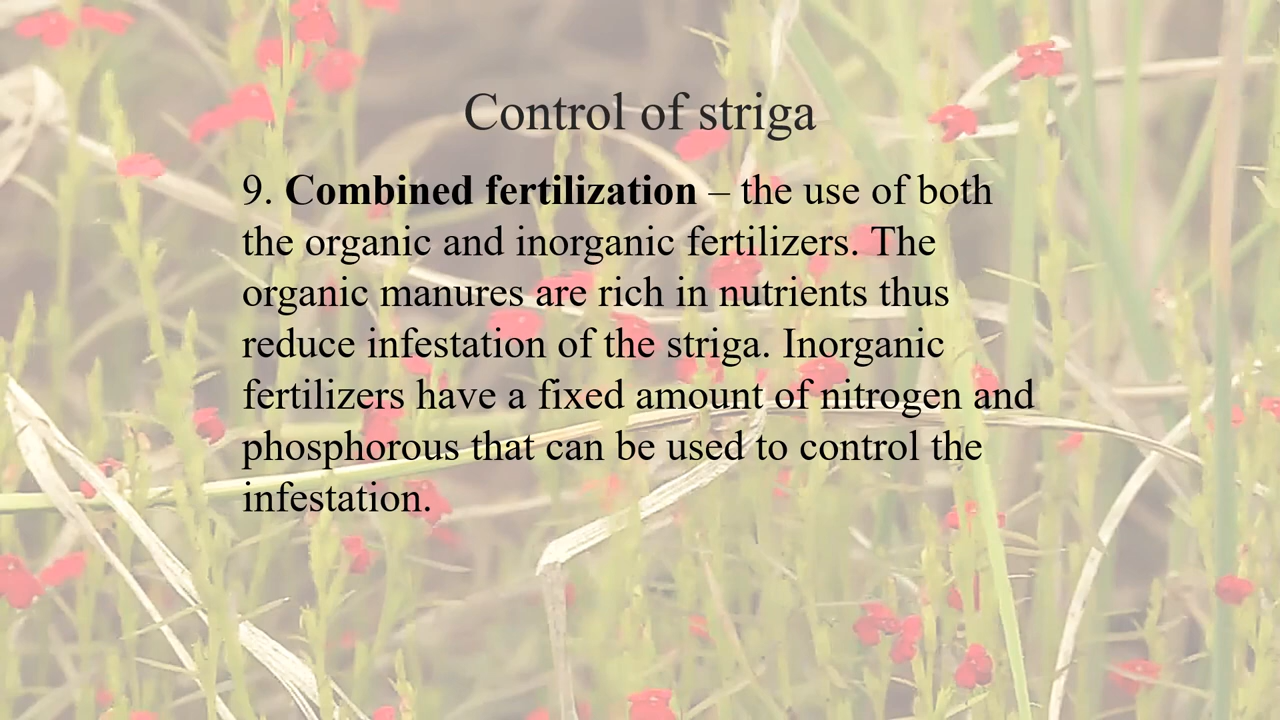 Control of striga
9. Combined fertilization – the use of both
the organic and inorganic fertilizers. The
organic manures are rich in nutrients thus
reduce infestation of the striga. Inorganic
fertilizers have a fixed amount of nitrogen and
phosphorous that can be used to control the
infestation.